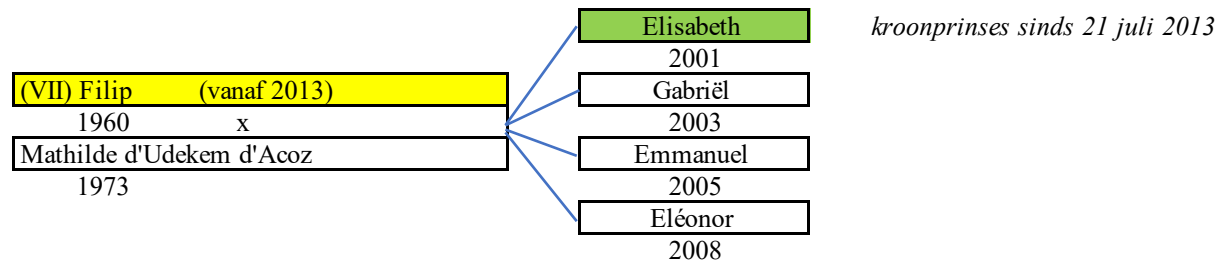 Elisabeth kroonprinses sinds 21 juli 2013
2001
(VII) Filip (vanaf 2013) Gabriël
1960 x 2003
Mathilde d'Udekem d'Acoz Emmanuel
1973 2005
Eléonor
2008